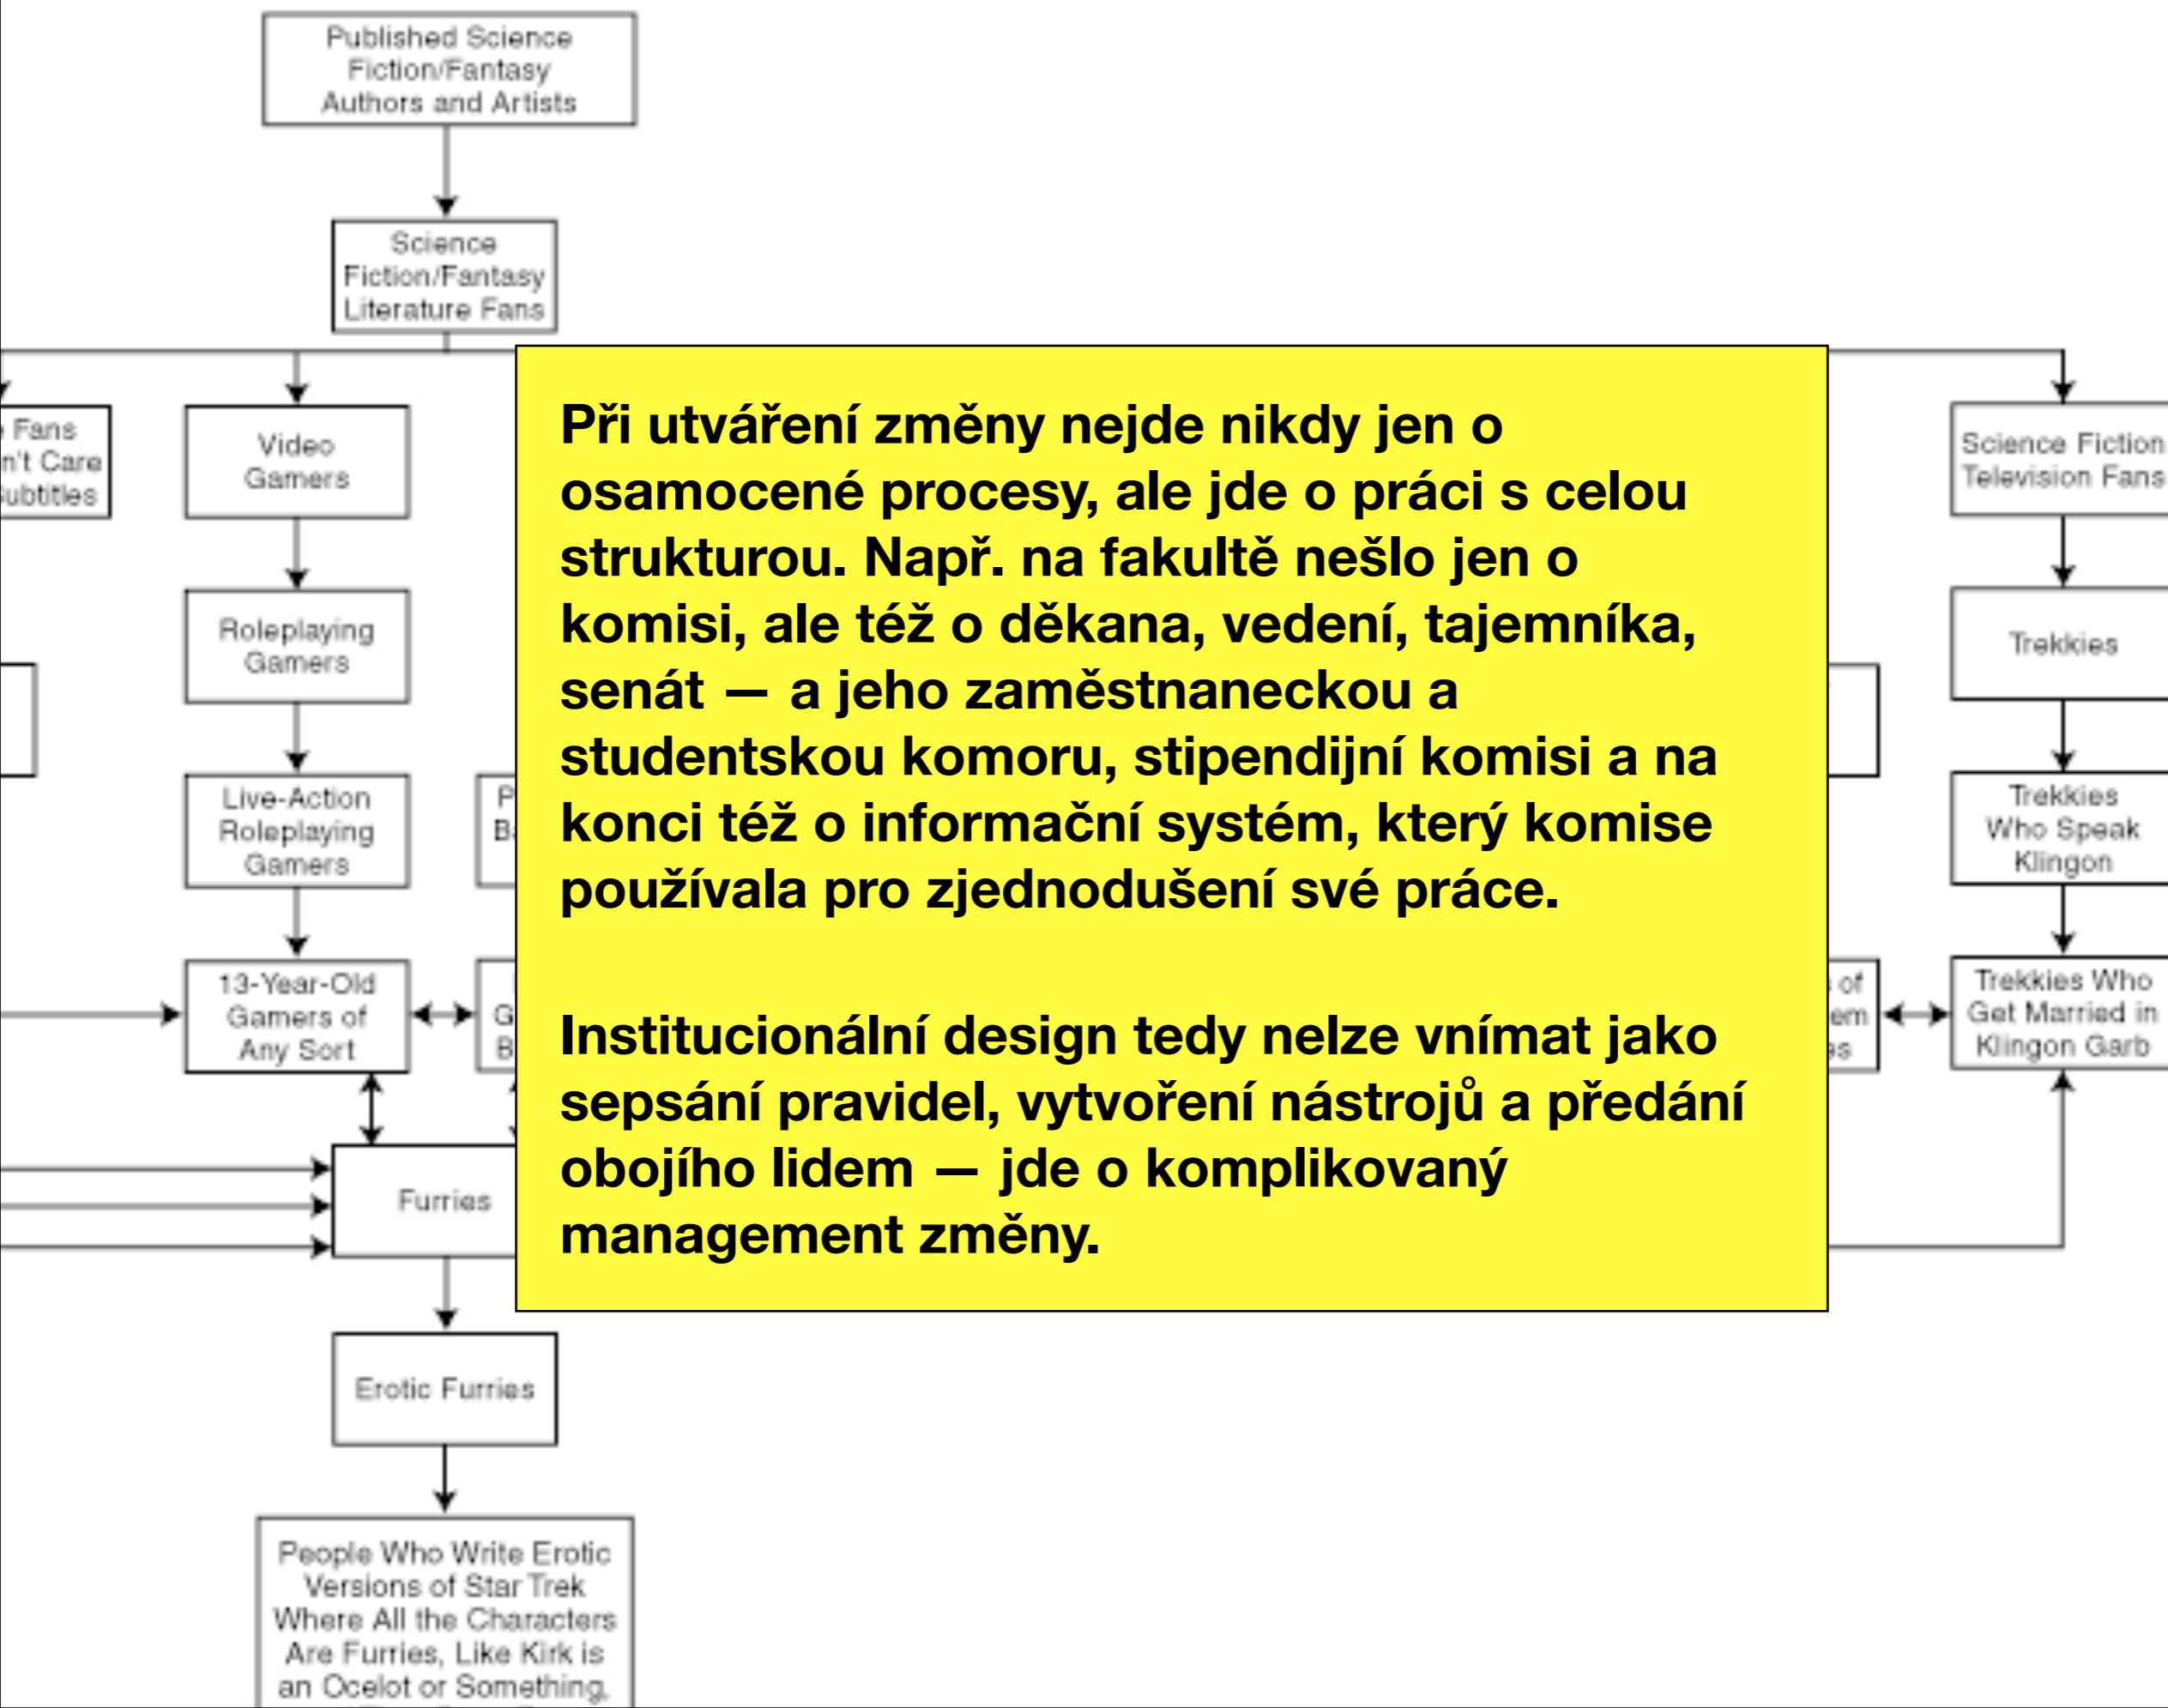 Published Science
Fiction/Fantasy
Authors and Artists
Science
Fiction/Fantasy
Literature Fans
Fans
n't Care
Subtitles
Video
Gamers
Roleplaying
Gamers
Live-Action
Roleplaying
Gamers
13-Year-Old
Gamers of
Any Sort
Furries
Erotic Furries
People Who Write Erotic
Versions of Star Trek
Where All the Characters
Are Furries, Like Kirk is
an Ocelot or Something,
Při utváření změny nejde nikdy jen o
osamocené procesy, ale jde o práci s celou
strukturou. Např. na fakultě nešlo jen o
komisi, ale též o děkana, vedení, tajemníka,
senát — a jeho zaměstnaneckou a
studentskou komoru, stipendijní komisi a na
konci též o informační systém, který komise
používala pro zjednodušení své práce.
Institucionální design tedy nelze vnímat jako
sepsání pravidel, vytvoření nástrojů a předání
obojího lidem — jde o komplikovaný
management změny.
of
em
es
Science Fiction
Television Fans
Trekkies
Trekkies
Who Speak
Klingon
Trekkies Who
Get Married in
Klingon Garb